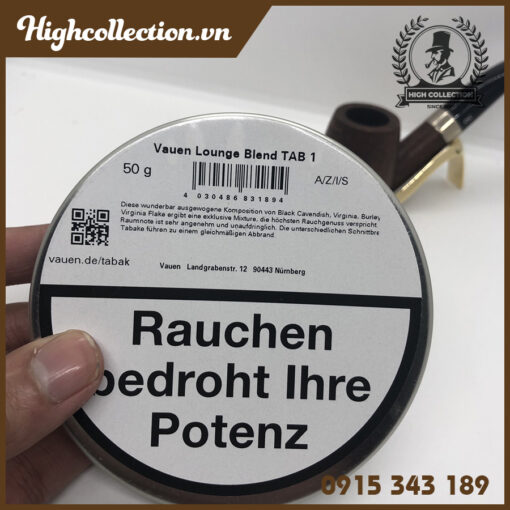 Highcollection.vn
HIGH COLLECTION
Vauen Lounge Blend TAB 1
50 g
A/Z/I/S
4 030486 831894
Diese wunderbar ausgewogene Komposition von Black Cavendish, Virginia, Burley
Virginia Flake ergibt eine exklusive Mixture, die höchsten Rauchgenuss verspricht
Raumnote ist sehr angenehm und unaufdringlich. Die unterschiedlichen Schnittbre
Tabake führen zu einem gleichmäßigen Abbrand.
vauen.de/tabak
Vauen Landgrabenstr. 12 90443 Nürnberg
Rauchen
bedroht Ihre
Potenz
0915 343 189